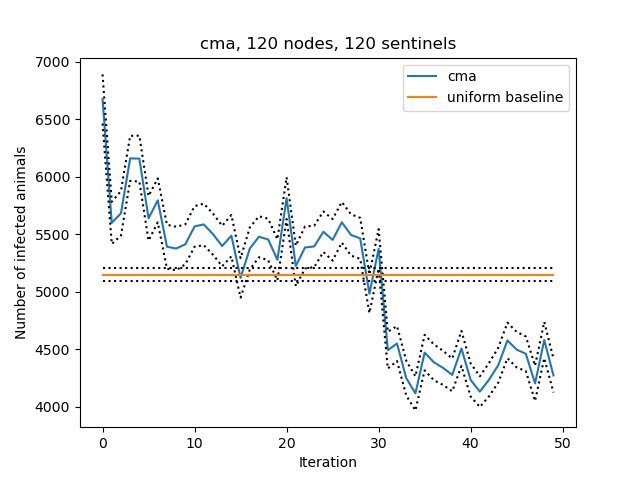 cma, 120 nodes, 120 sentinels
7000
6500
6000
5500
5000
4500
4000
Number of infected animals
cma
uniform baseline
0 10 20 30 40 50
Iteration